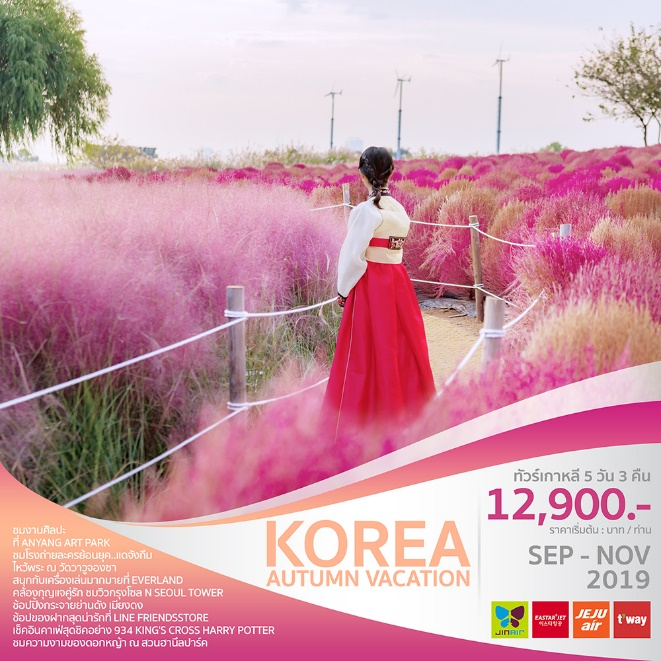 ทัวร์เกาหลี 5 วัน 3 คืน
12,900.-
ราคาเริ่มต้น : บาท / ท่าน
SEP - NOV
2019
KOREA
AUTUMN VACATION
ชมงานศิลปะ
ที่ ANYANG ART PARK
ชมโรงถ่ายละครย้อนยุค..แดจังกึม
ไหว้พระ ณ วัดวาวูจองซา
สนุกกับเครื่องเล่นมากมายที่ EVERLAND
คล้องกุญแจคู่รัก ชมวิวกรุงโซล N SEOUL TOWER
ช้อปปิ้งกระจายย่านดัง เมียงดง
ช้อปของฝากสุดน่ารักที่ LINE FRIENDSSTORE
เช็คอินคาเฟ่สุดชิคอย่าง 934 KING'S CROSS HARRY POTTER
ชมความงามของดอกหญ้า ณ สวนฮานึลปาร์ค
JINAIR
EASTAR JET
이스타항공
JEJU
air
t'way